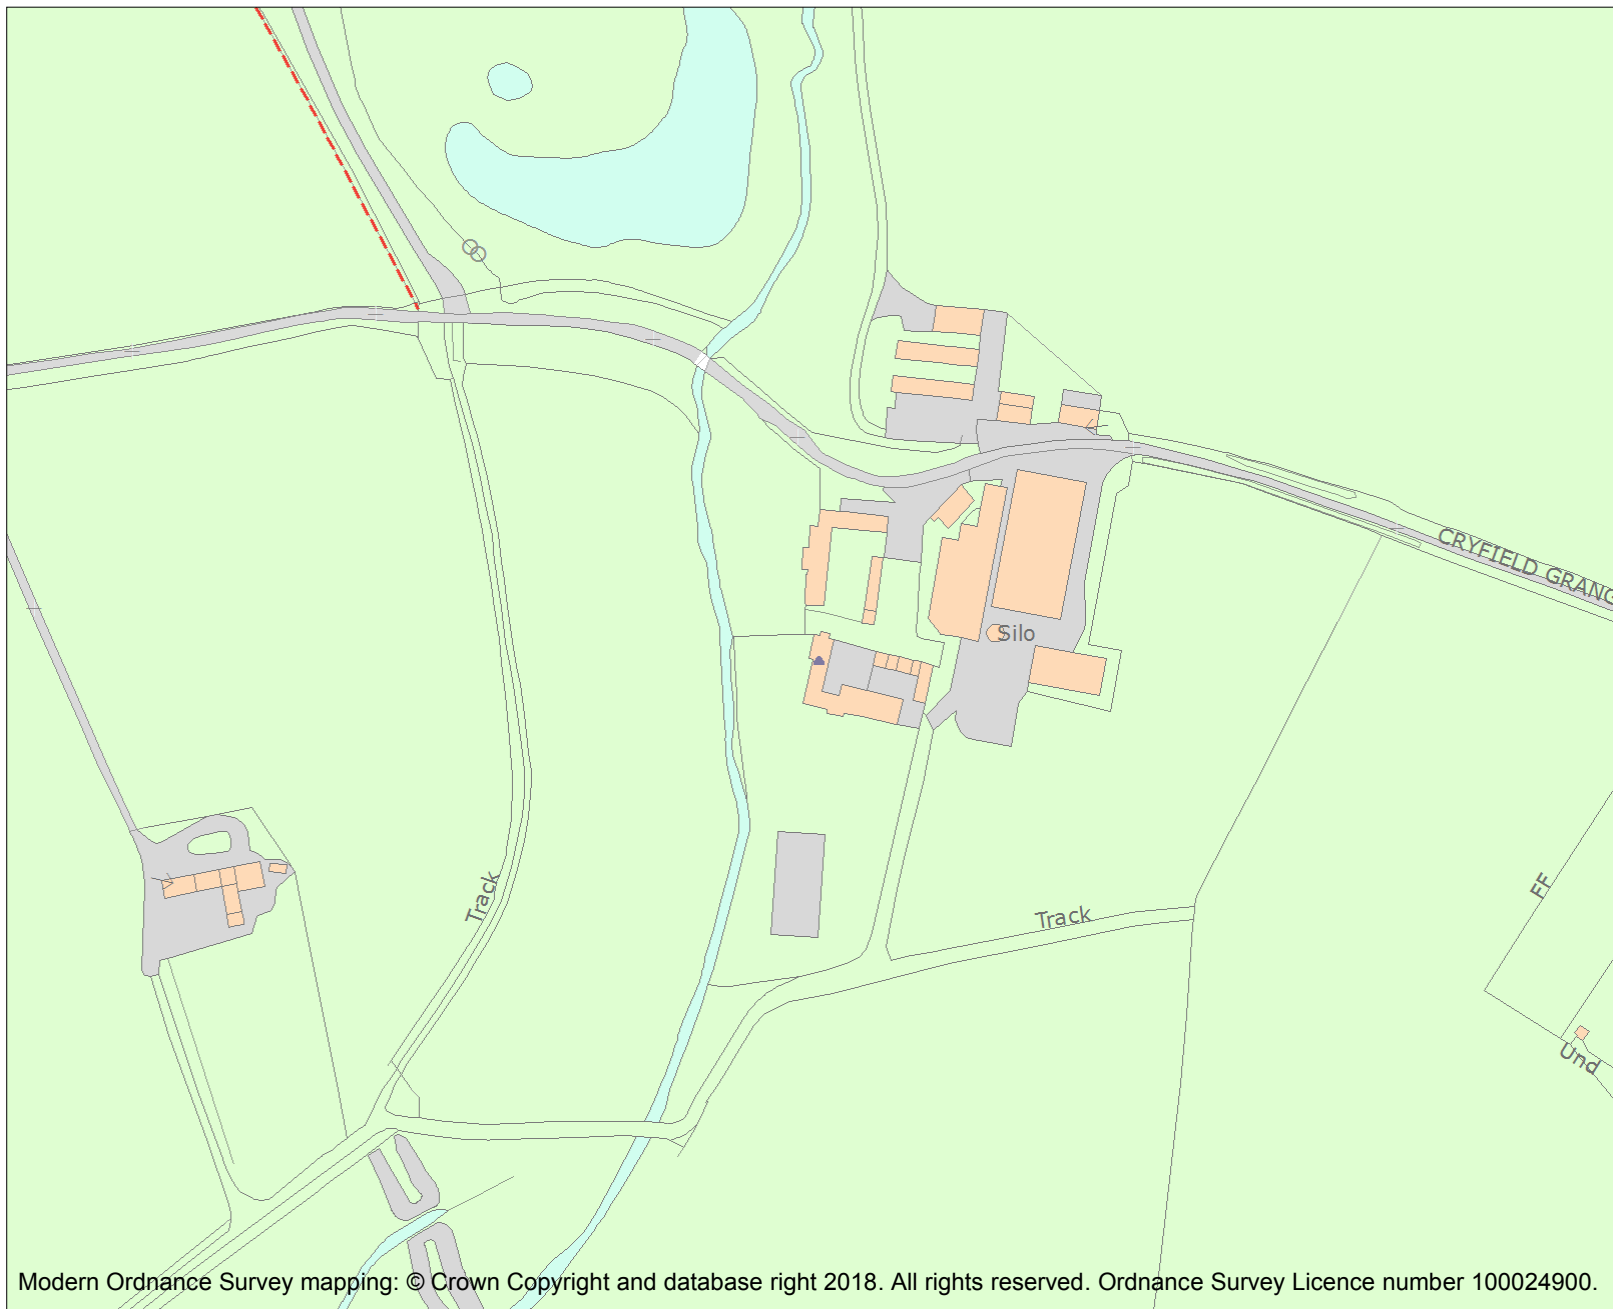 CRYFIELD GRANG
Silo
Track
FF
Track
Und
Modern Ordnance Survey mapping: © Crown Copyright and database right 2018. All rights reserved. Ordnance Survey Licence number 100024900.